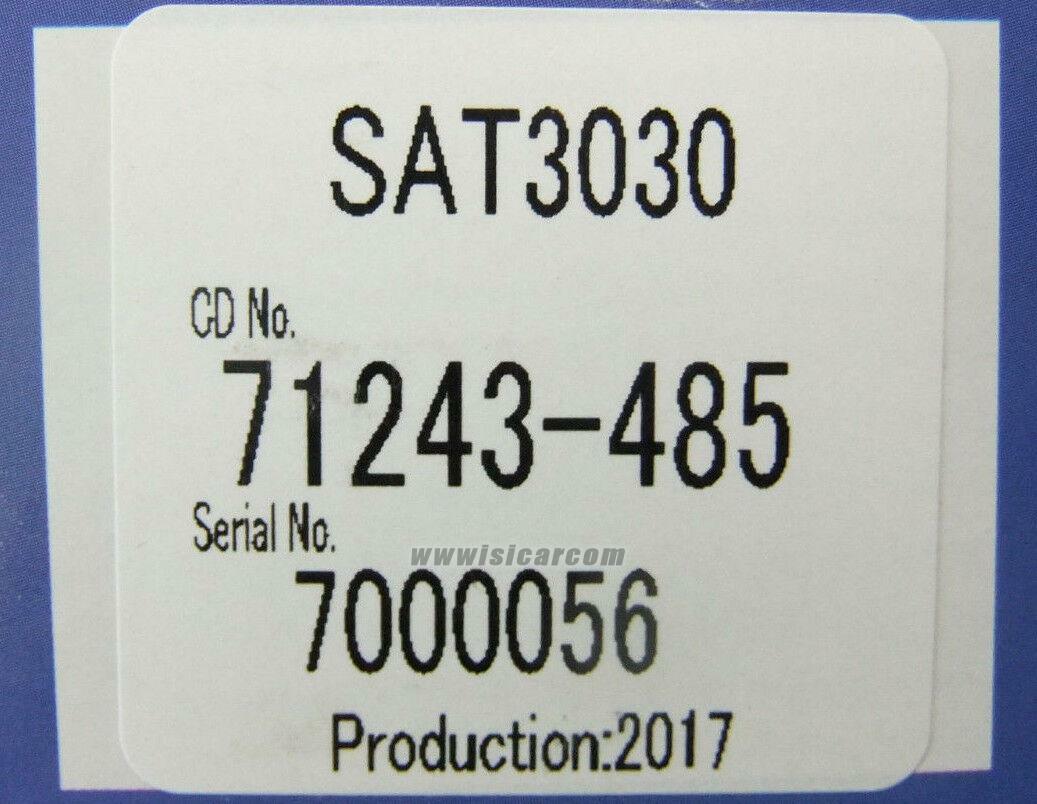 SAT3030
CD No.
71243-485
Serial No.
wwwisicarcom
7000056
Production:2017